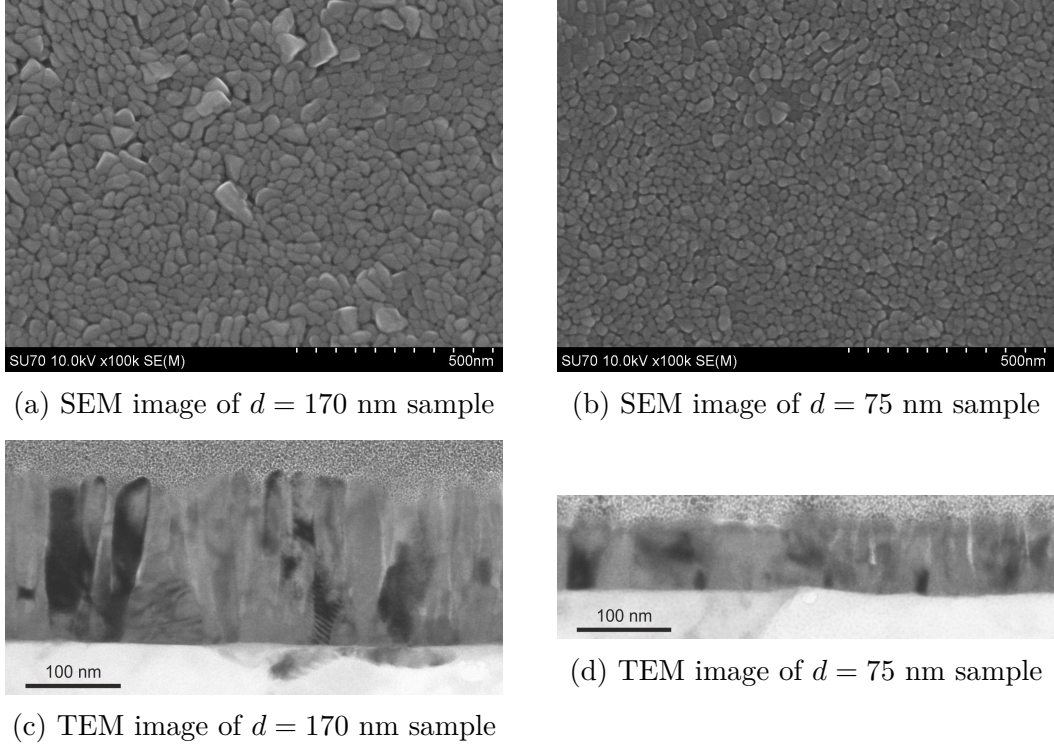 SU70 10.0kV x100k SE(M) 500nm
SU70 10.0kV x100k SE(M) 500nm
(a) SEM image of d = 170 nm sample
(b) SEM image of d = 75 nm sample
100 nm
100 nm
(d) TEM image of d = 75 nm sample
(c) TEM image of d = 170 nm sample